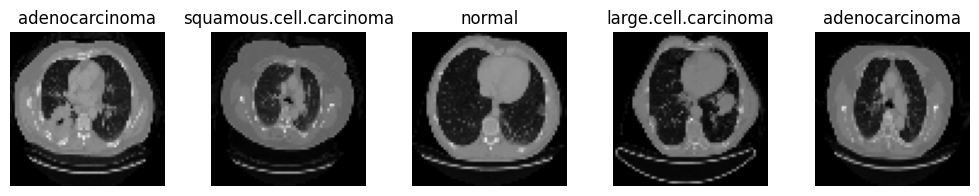 adenocarcinoma
squamous.cell.carcinoma
normal
large.cell.carcinoma
adenocarcinoma